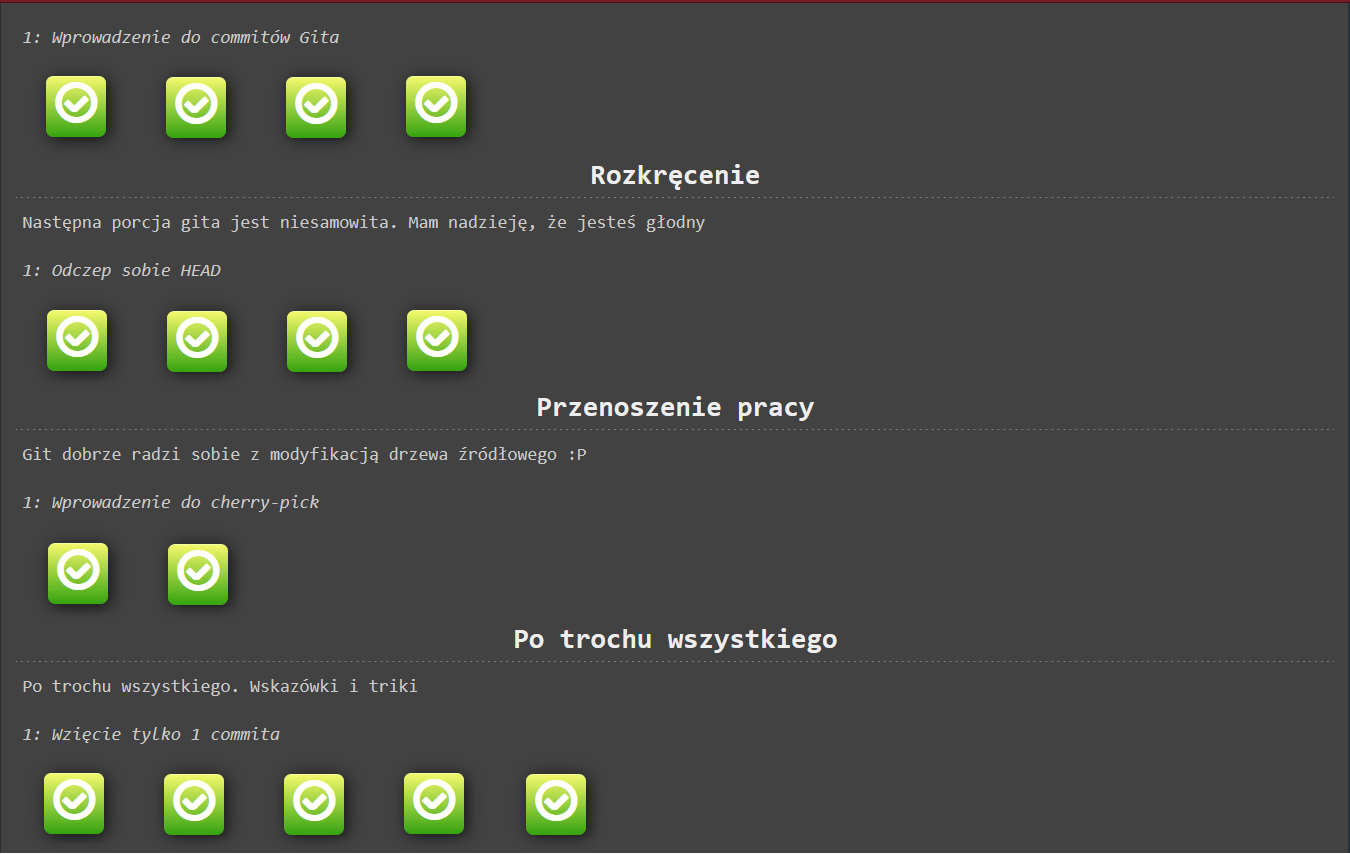 1: Wprowadzenie do commitów Gita
Rozkręcenie
Następna porcja gita jest niesamowita. Mam nadzieję, że jesteś głodny
1: Odczep sobie HEAD
Przenoszenie pracy
Git dobrze radzi sobie z modyfikacją drzewa źródłowego :P
1: Wprowadzenie do cherry-pick
Po trochu wszystkiego
Po trochu wszystkiego. Wskazówki i triki
1: Wzięcie tylko 1 commita